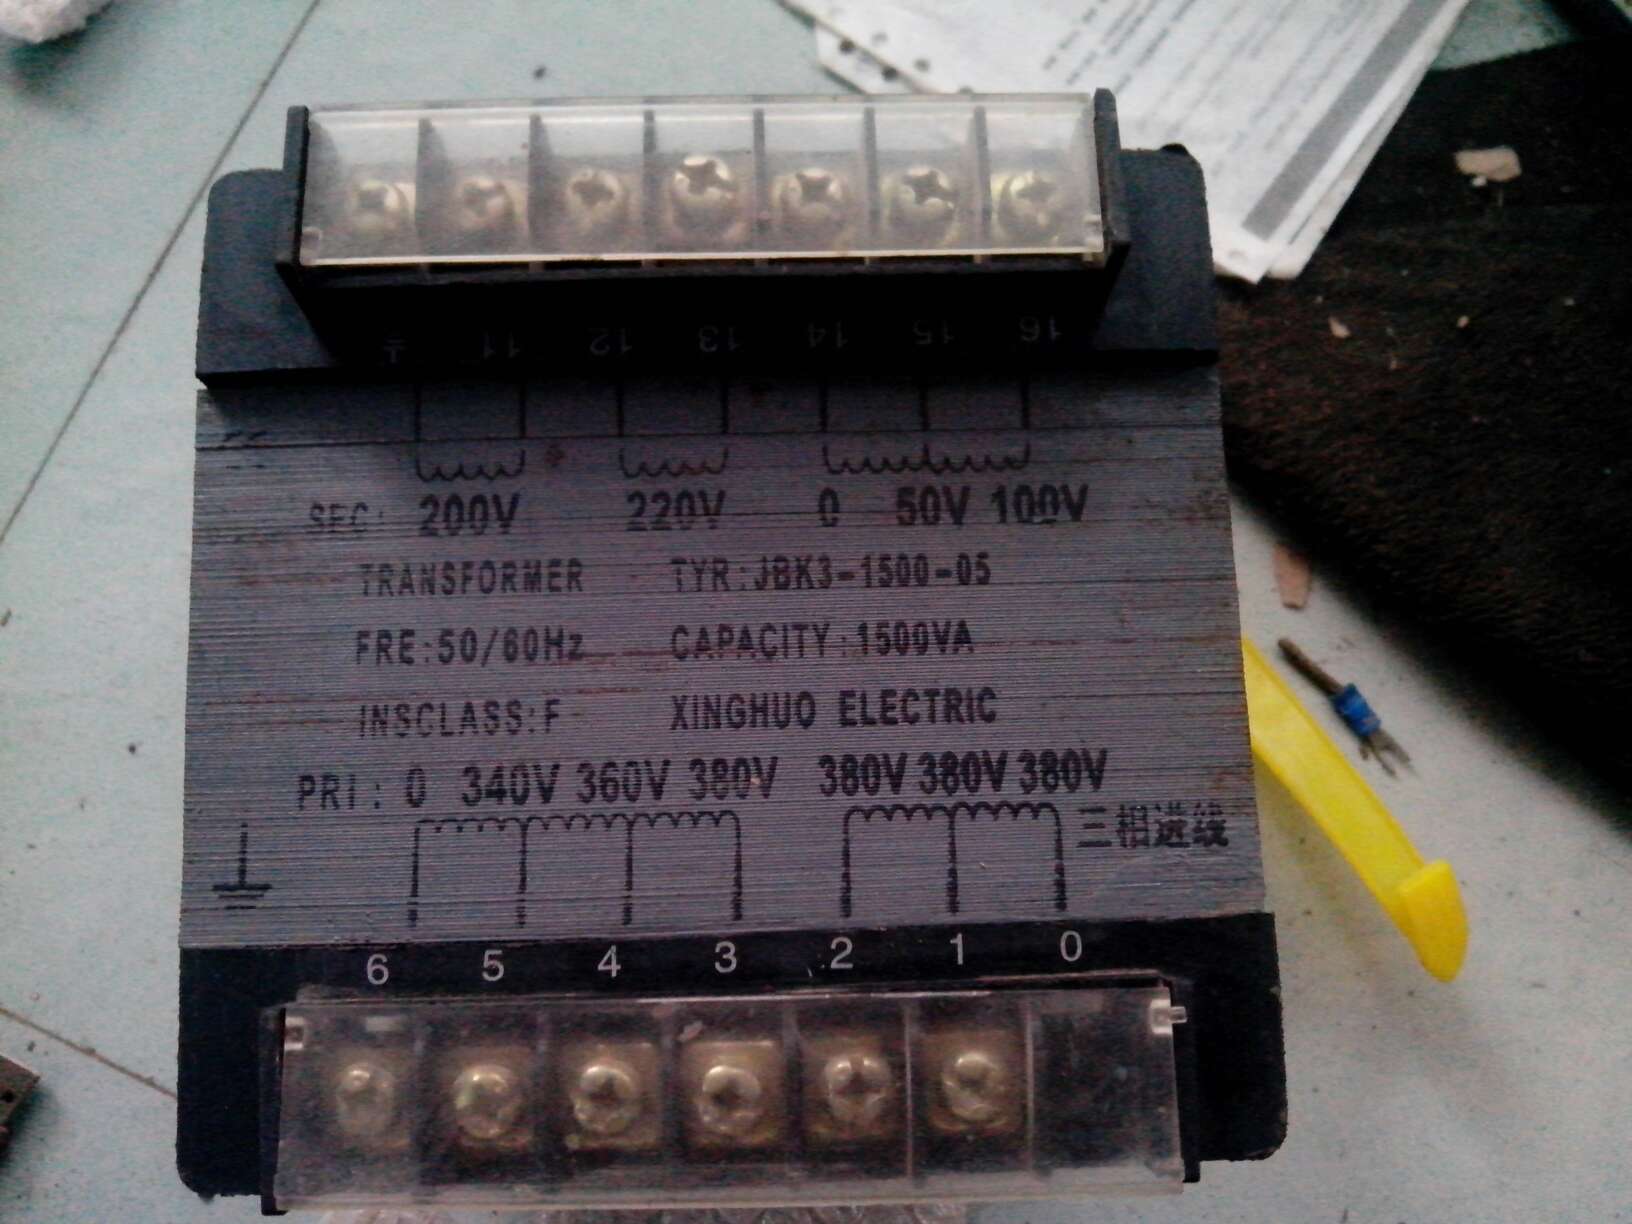 11 12 13 14 15 16
SEC: 200V 220V 0 50V 100V
TRANSFORMER TYR:JBK3-1500-05
FRE:50/60Hz CAPACITY:1500VA
INSCLASS:F XINGHUO ELECTRIC
PRI: 0 340V 360V 380V 380V 380V 380V
三相进线
6 5 4 3 2 1 0